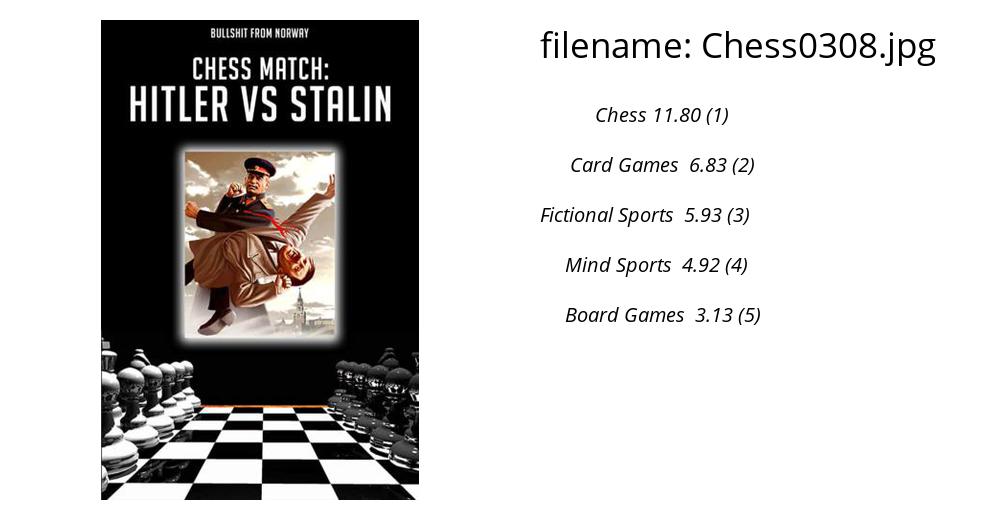 BULLSHIT FROM NORWAY
CHESS MATCH:
HITLER VS STALIN
filename: Chess0308.jpg
Chess 11.80 (1)
Card Games 6.83 (2)
Fictional Sports 5.93 (3)
Mind Sports 4.92 (4)
Board Games 3.13 (5)